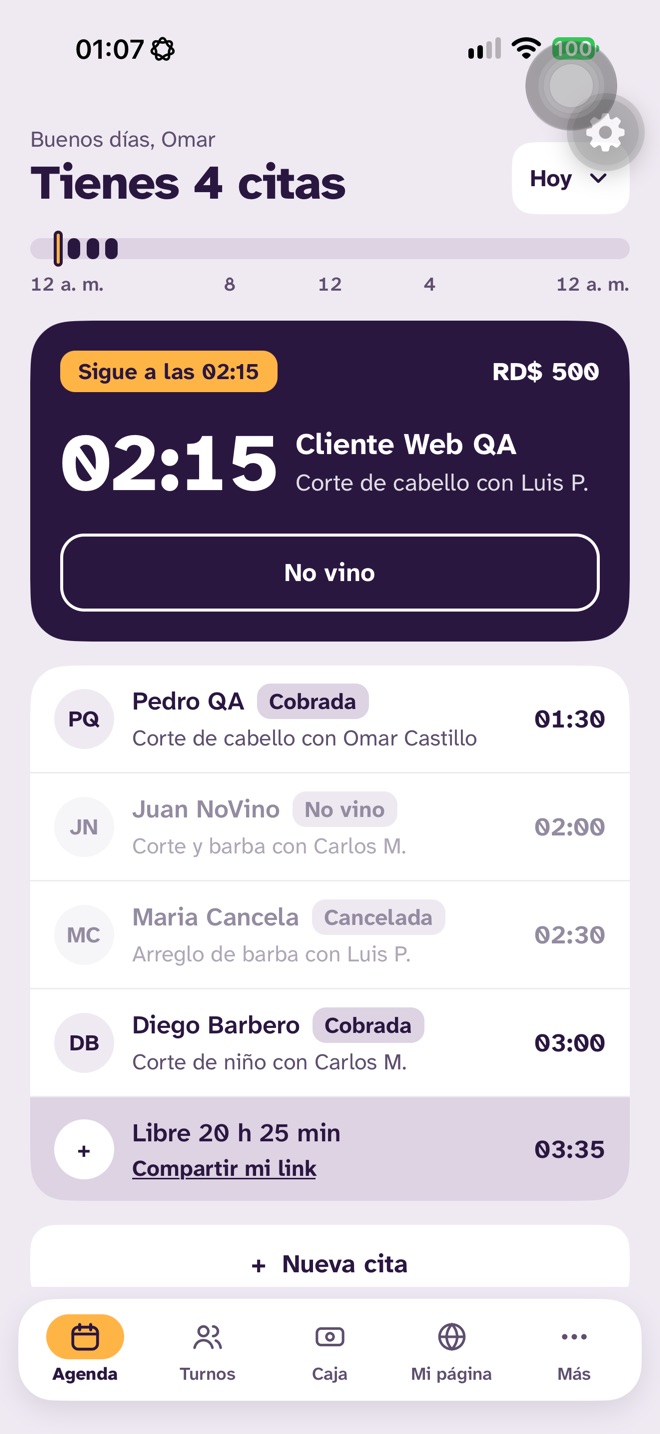 01:07
100
Buenos días, Omar
Tienes 4 citas
Hoy
12 a. m. 8 12 4 12 a. m.
Sigue a las 02:15
RD$ 500
02:15
Cliente Web QA
Corte de cabello con Luis P.
No vino
PQ
Pedro QA Cobrada
Corte de cabello con Omar Castillo
01:30
JN
Juan NoVino No vino
Corte y barba con Carlos M.
02:00
MC
Maria Cancela Cancelada
Arreglo de barba con Luis P.
02:30
DB
Diego Barbero Cobrada
Corte de niño con Carlos M.
03:00
+
Libre 20 h 25 min
Compartir mi link
03:35
+ Nueva cita
Agenda Turnos Caja Mi página Más